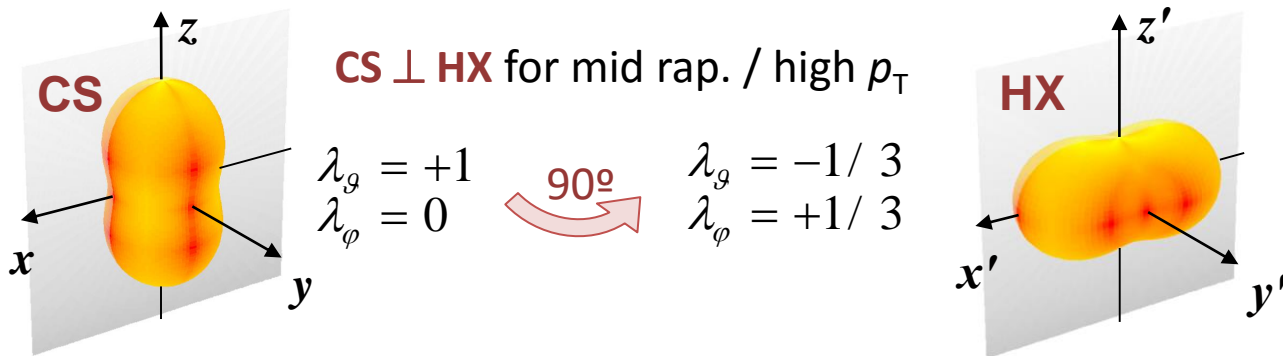 z
CS
x
y
CS ⊥ HX for mid rap. / high pT
λϑ = +1
λφ = 0
90º
λϑ = −1/ 3
λφ = +1/ 3
z'
HX
x'
y'